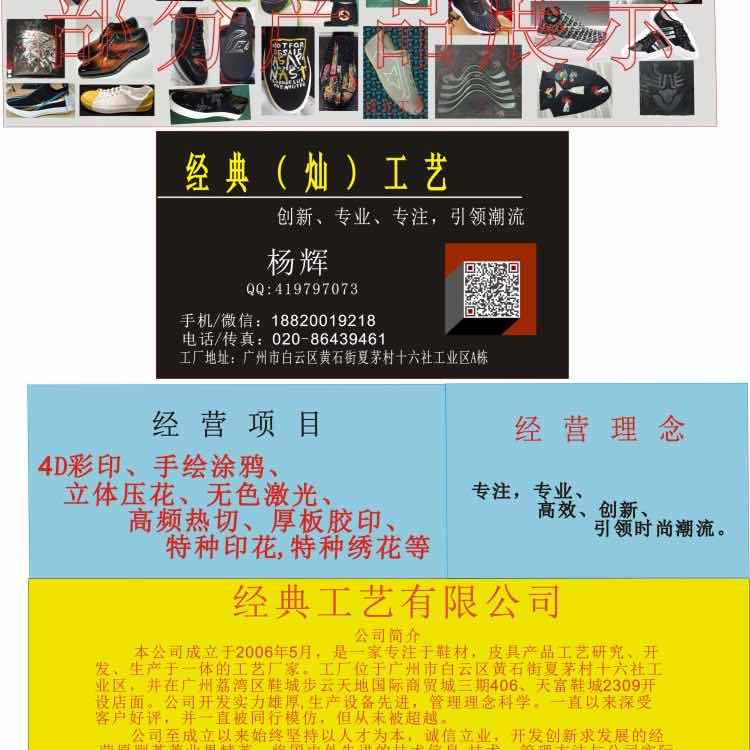 部分产品展示
NOT FOR
经典（灿）工艺
创新、专业、专注，引领潮流
杨辉
QQ:419797073
手机/微信：18820019218
电话/传真：020-86439461
工厂地址：广州市白云区黄石街夏茅村十六社工业区A栋
经营项目
4D彩印、手绘涂鸦、
立体压花、无色激光、
高频热切、厚板胶印、
特种印花,特种绣花等
经营理念
专注，专业、
高效、创新、
引领时尚潮流。
经典工艺有限公司
公司简介
本公司成立于2006年5月，是一家专注于鞋材，皮具产品工艺研究、开
发、生产于一体的工艺厂家。工厂位于广州市白云区黄石街夏茅村十六社工
业区，并在广州荔湾区鞋城步云天地国际商贸城三期406、天富鞋城2309开
设店面。公司开发实力雄厚,生产设备先进，管理理念科学。一直以来深受
客户好评，并一直被同行模仿，但从未被超越。
公司至成立以来始终坚持以人才为本，诚信立业，开发创新求发展的经